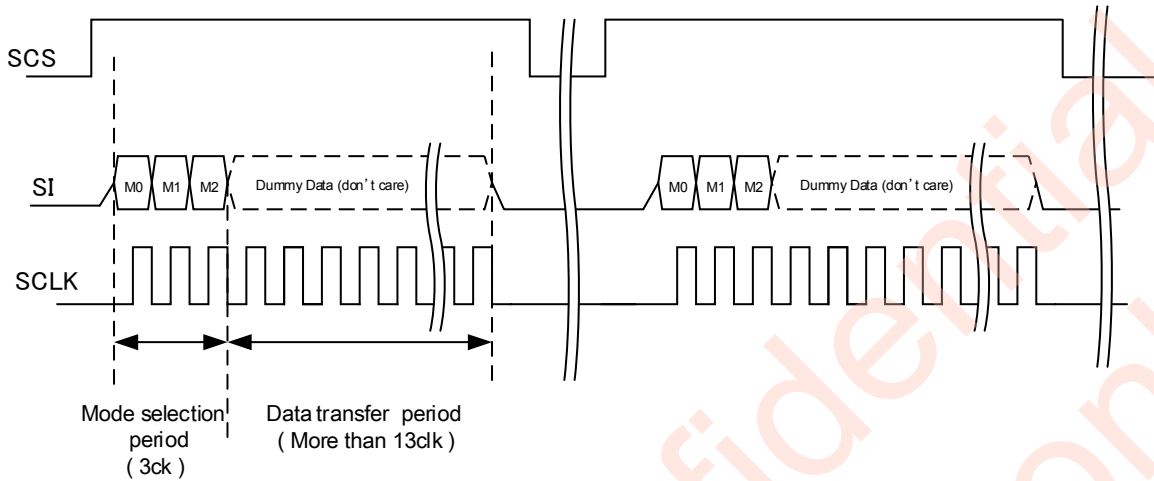 SCS
SI
M0 M1 M2 Dummy Data (don't care)
M0 M1 M2 Dummy Data (don't care)
SCLK
Mode selection
period
( 3ck )
Data transfer period
( More than 13clk )
fidential